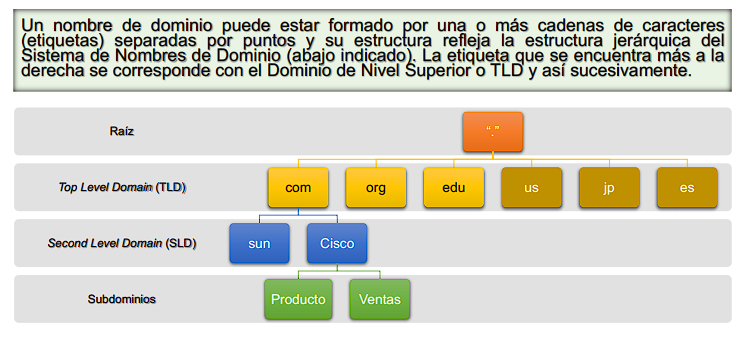 Un nombre de dominio puede estar formado por una o más cadenas de caracteres
(etiquetas) separadas por puntos y su estructura refleja la estructura jerárquica del
Sistema de Nombres de Dominio (abajo indicado). La etiqueta que se encuentra más a la
derecha se corresponde con el Dominio de Nivel Superior o TLD y así sucesivamente.
Raíz
“.”
Top Level Domain (TLD)
com org edu us jp es
Second Level Domain (SLD)
sun Cisco
Subdominios
Producto Ventas